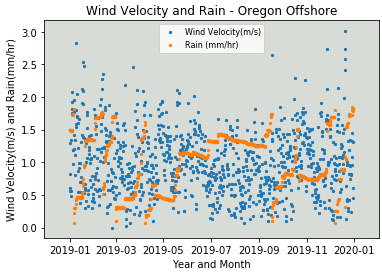 Wind Velocity and Rain - Oregon Offshore
Wind Velocity(m/s)
Rain (mm/hr)
Wind Velocity(m/s) and Rain(mm/hr)
3.0
2.5
2.0
1.5
1.0
0.5
0.0
2019-01 2019-03 2019-05 2019-07 2019-09 2019-11 2020-01
Year and Month